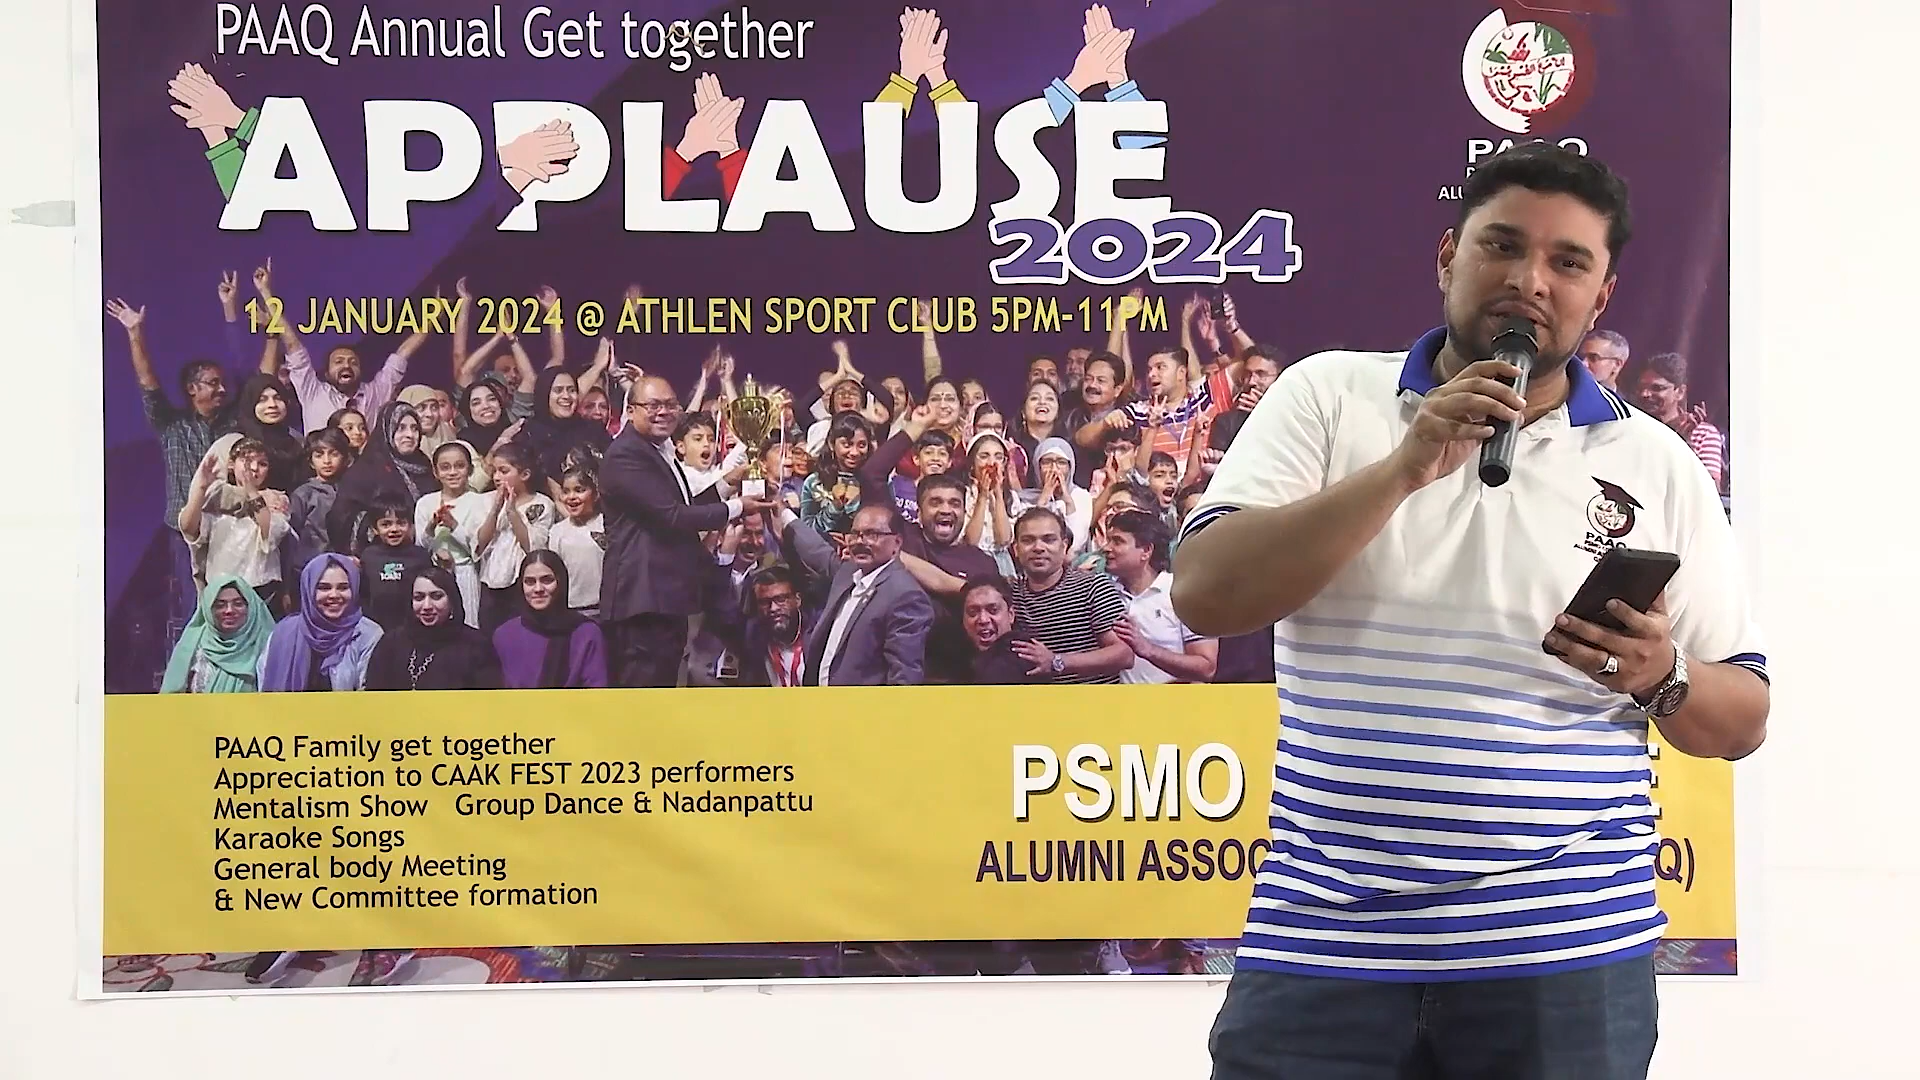 PAAQ Annual Get together
APPLAUSE
2024
12 JANUARY 2024 @ ATHLEN SPORT CLUB 5PM-11PM
PAAQ Family get together
Appreciation to CAAK FEST 2023 performers
Mentalism Show Group Dance & Nadanpattu
Karaoke Songs
General body Meeting
& New Committee formation
PSMO
ALUMNI ASSOC
Q)
PAAQ
PAAQ